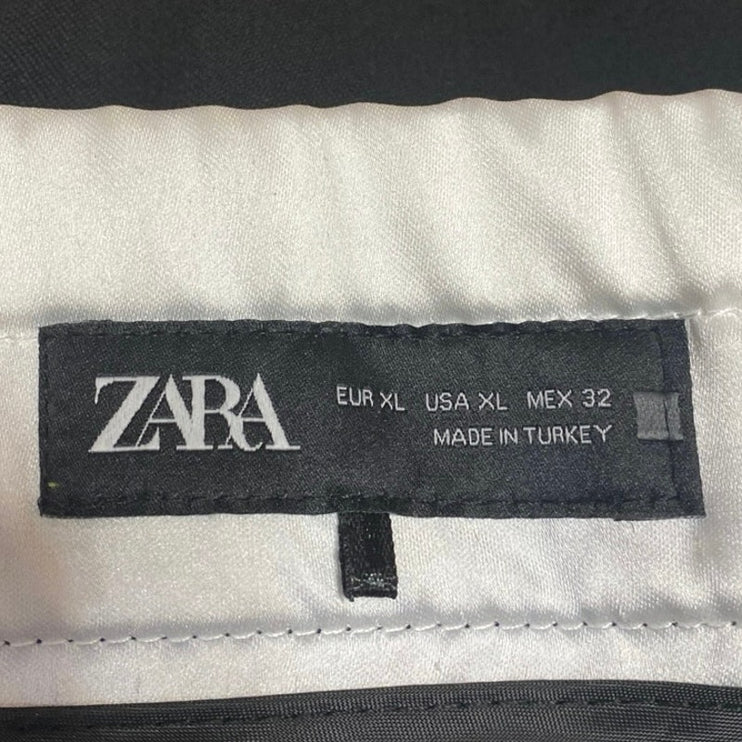 ZARA
EUR XL USA XL MEX 32
MADE IN TURKEY